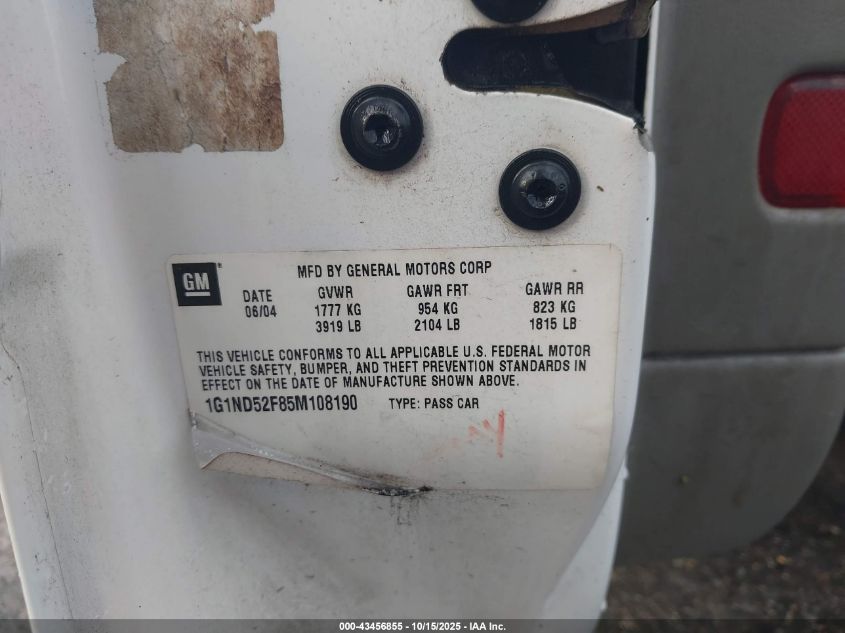 MFD BY GENERAL MOTORS CORP
GM
DATE GVWR GAWR FRT GAWR RR
06/04 1777 KG 954 KG 823 KG
3919 LB 2104 LB 1815 LB
THIS VEHICLE CONFORMS TO ALL APPLICABLE U.S. FEDERAL MOTOR
VEHICLE SAFETY, BUMPER, AND THEFT PREVENTION STANDARDS IN
EFFECT ON THE DATE OF MANUFACTURE SHOWN ABOVE.
1G1ND52F85M108190 TYPE: PASS CAR
000-43456855 - 10/15/2025 - IAA Inc.